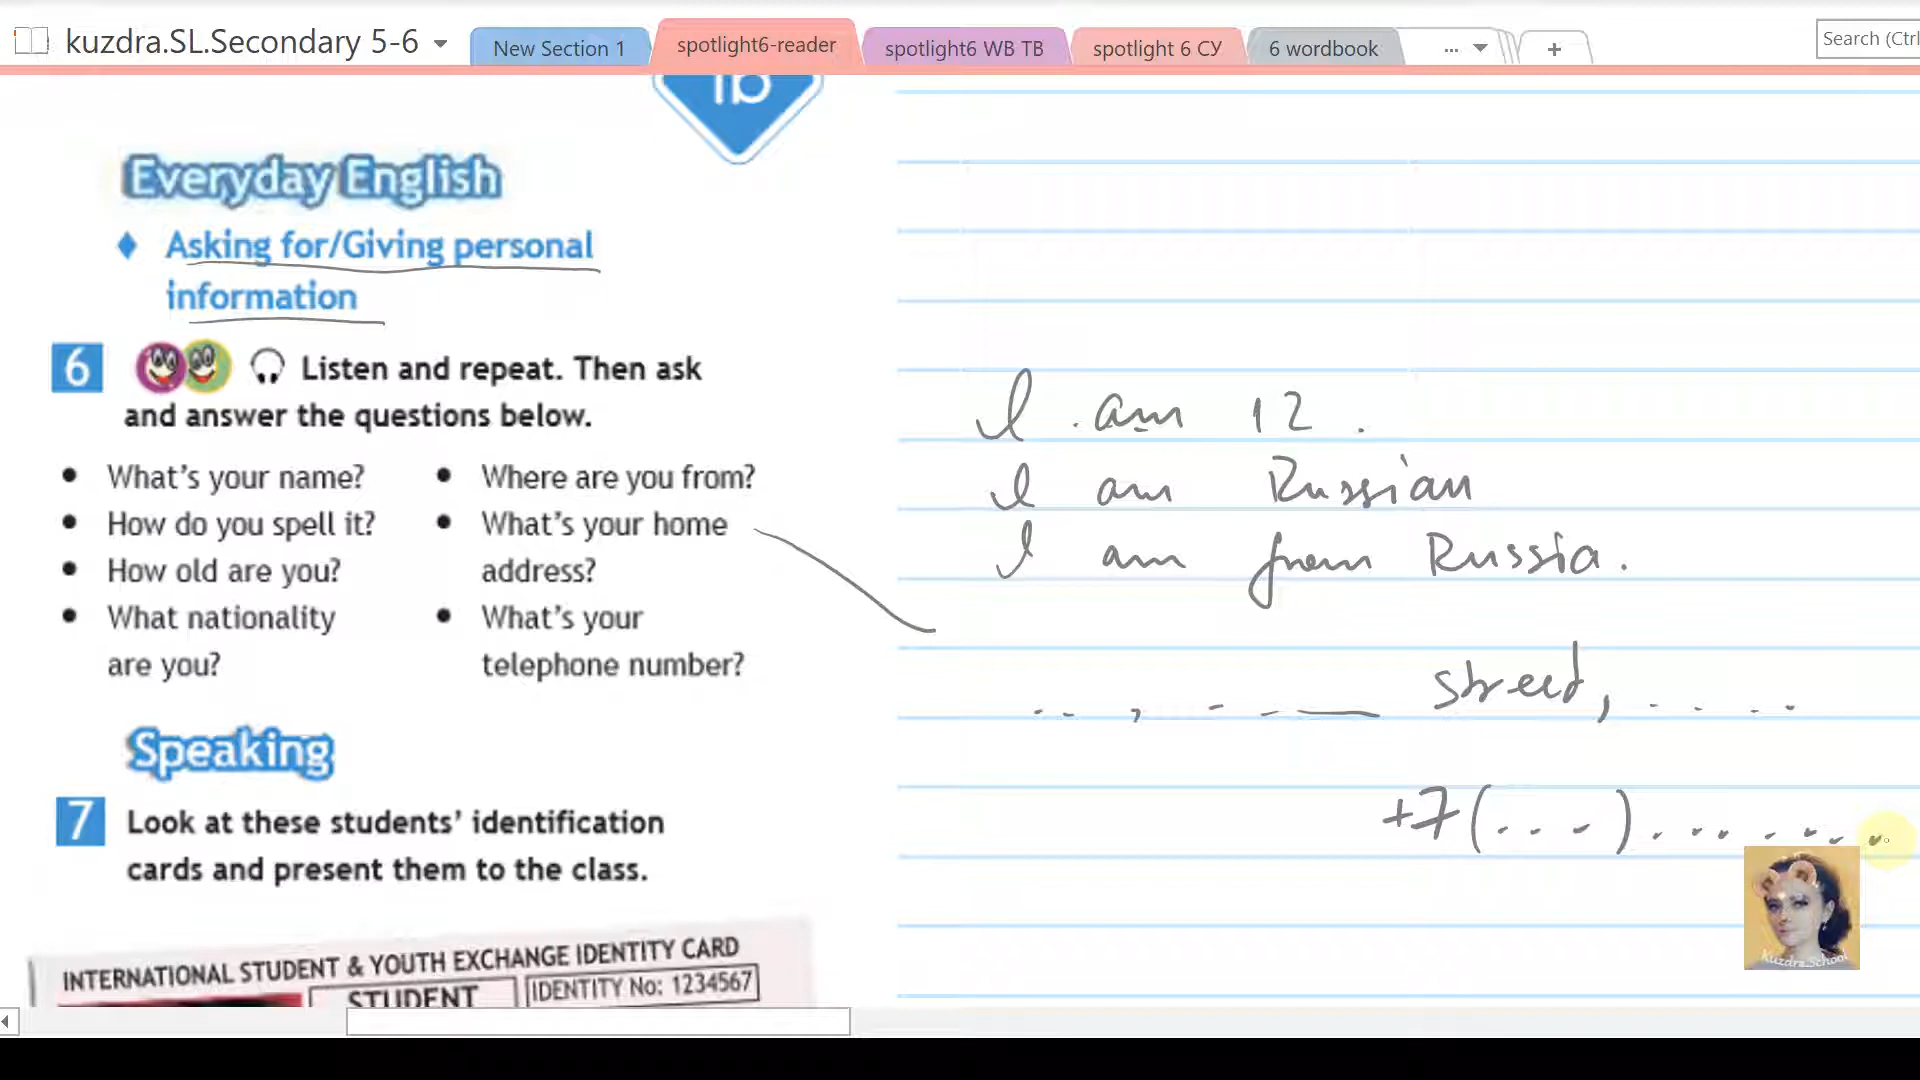 kuzdra.SL.Secondary 5-6
New Section 1
spotlight6-reader
spotlight6 WB TB
spotlight 6 СУ
6 wordbook
...
+
Search (Ctrl
1b
Everyday English
Asking for/Giving personal
information
6 Listen and repeat. Then ask
and answer the questions below.
• What's your name?
• How do you spell it?
• How old are you?
• What nationality
are you?
• Where are you from?
• What's your home
address?
• What's your
telephone number?
Speaking
7 Look at these students' identification
cards and present them to the class.
INTERNATIONAL STUDENT & YOUTH EXCHANGE IDENTITY CARD
STUDENT
IDENTITY No: 1234567
I am 12.
I am Russian
I am from Russia.
.. , . . __ street, . . . .
+7(...) . ... . . . .
kuzdra.School